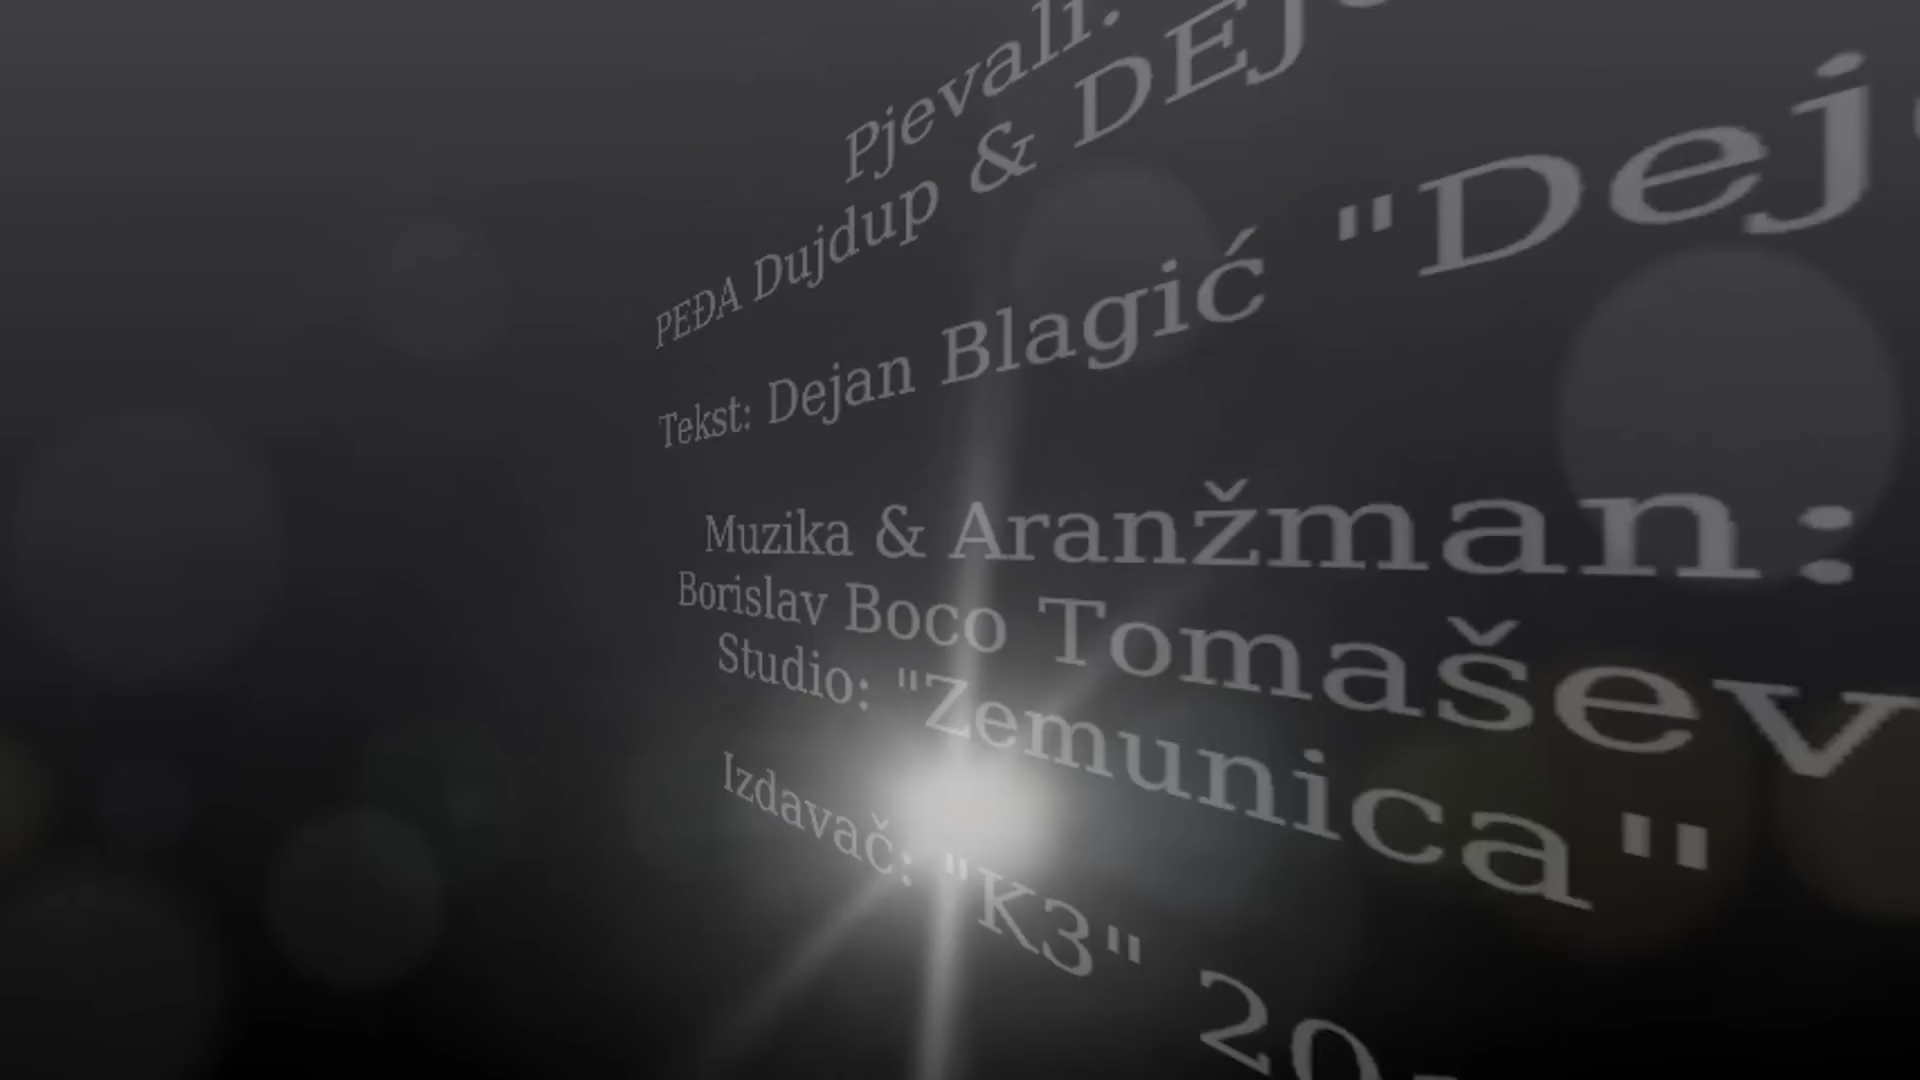 Pjevali:
PEĐA Dujdup & DEJ
Tekst: Dejan Blagić "Dej
Muzika & Aranžman:
Borislav Boco Tomašev
Studio: "Zemunica"
Izdavač: "K3" 20